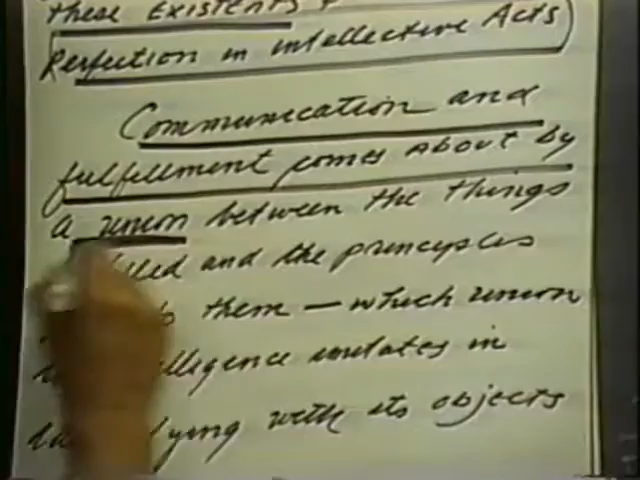 these Existents +
Perfection in intellective Acts
Communication and
fulfillment comes about by
a union between the things
and the principles
them — which union
intelligence imitates in
with its objects